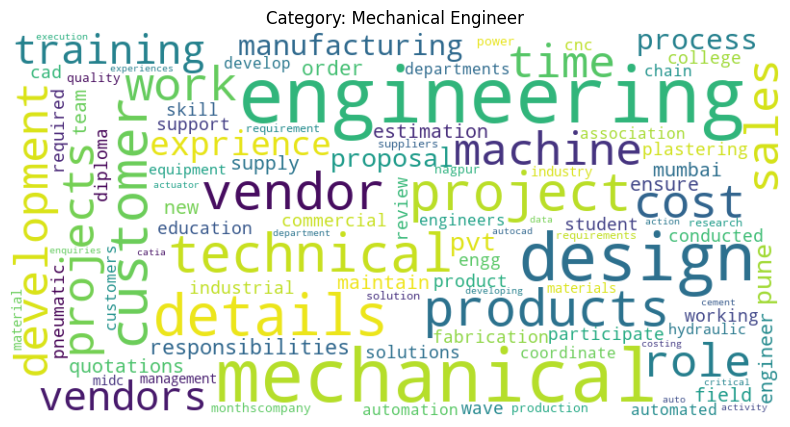 Category: Mechanical Engineer
execution
training
experiences
quality
cad
develop
manufacturing
order
departments
power
cnc
time
process
college
chain
work
skill
support
requirement
engineering
suppliers
estimation
association
plastering
sales
development
required
team
diploma
projects
customer
exprience
equipment
supply
proposal
nagpur
machine
industry
mumbai
ensure
actuator
vendor
project
cost
new
education
commercial
review
engineers
data
student
action
research
conducted
enquiries
department
autocad
requirements
catia
technical
pvt
engg
design
pune
pneumatic
customers
industrial
maintain
product
developing
materials
solution
details
products
cement
working
material
responsibilities
solutions
fabrication
participate
hydraulic
costing
engineer
quotations
coordinate
role
midc
management
mechanical
critical
vendors
monthscompany
automation
wave
production
auto
field
automated
activity